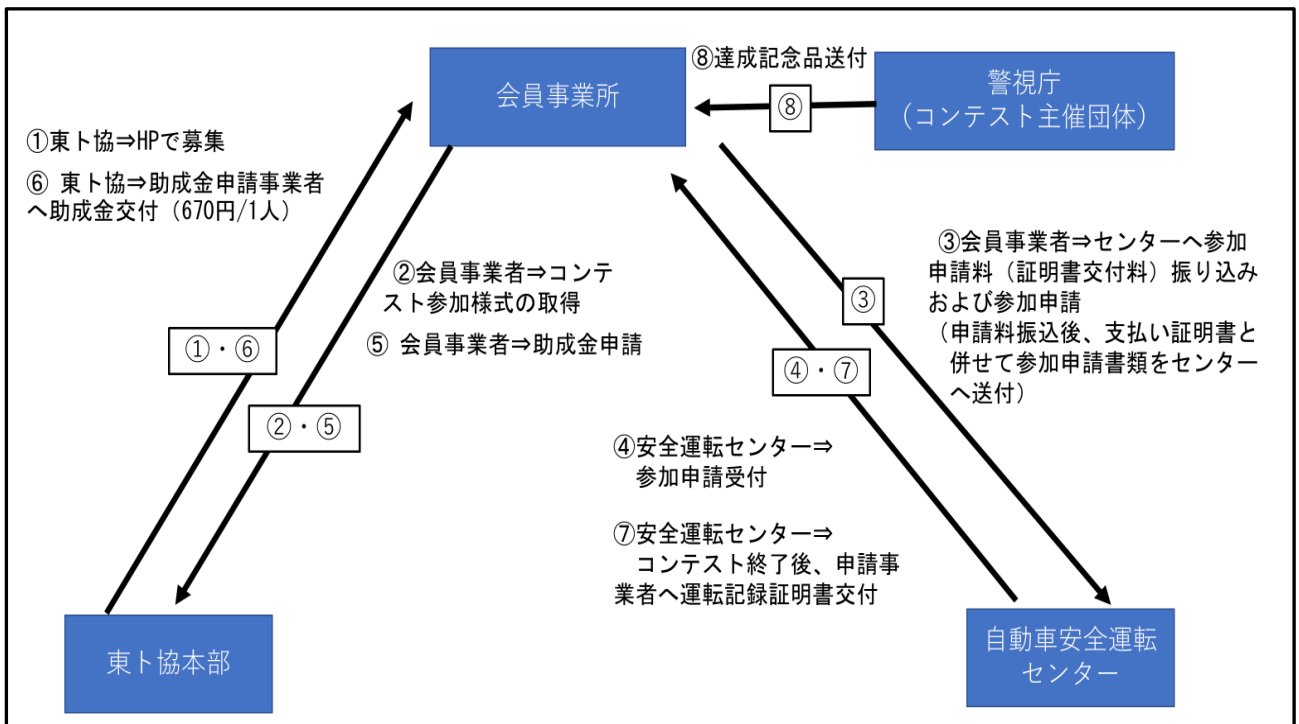 会員事業所
⑧達成記念品送付
⑧
警視庁
（コンテスト主催団体）
①東ト協⇒HPで募集
⑥ 東ト協⇒助成金申請事業者
へ助成金交付（670円/1人）
①・⑥
②会員事業者⇒コンテ
スト参加様式の取得
⑤ 会員事業者⇒助成金申請
②・⑤
③会員事業者⇒センターへ参加
申請料（証明書交付料）振り込み
および参加申請
（申請料振込後、支払い証明書と
併せて参加申請書類をセンター
へ送付）
③
④・⑦
④安全運転センター⇒
参加申請受付
⑦安全運転センター⇒
コンテスト終了後、申請事
業者へ運転記録証明書交付
東ト協本部
自動車安全運転
センター